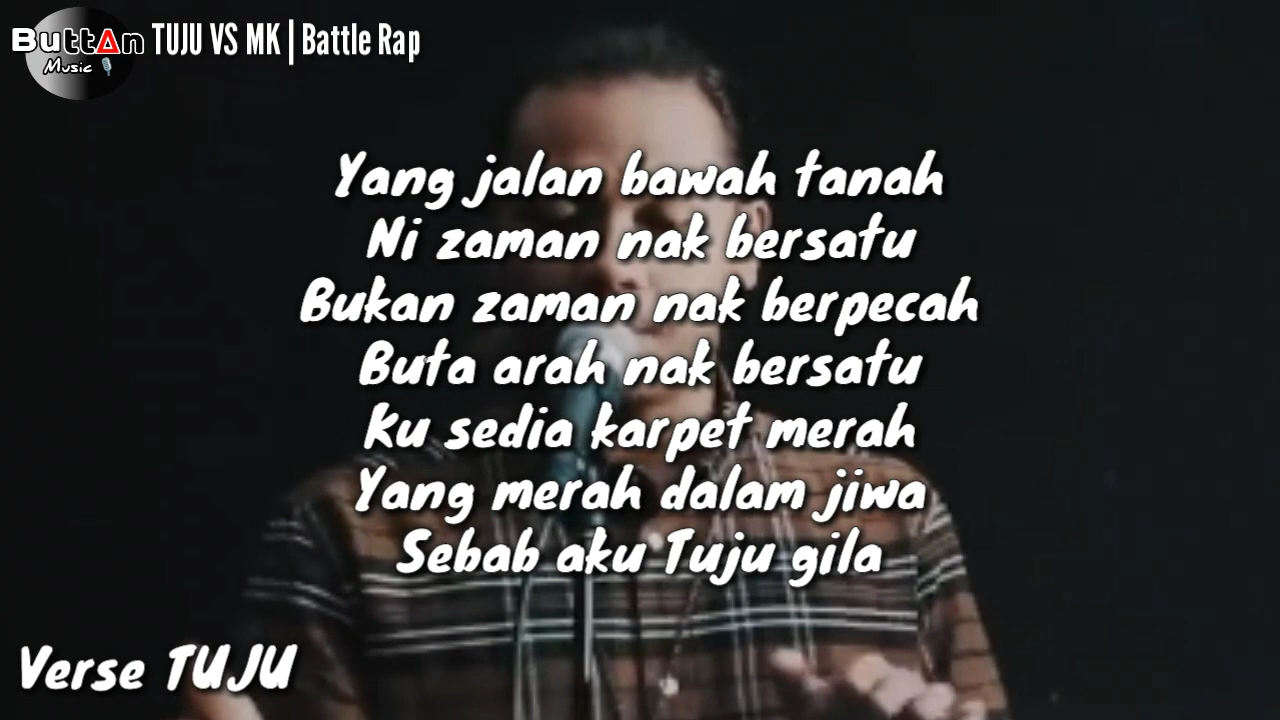 ButtAn
Music
TUJU VS MK | Battle Rap
Yang jalan bawah tanah
Ni zaman nak bersatu
Bukan zaman nak berpecah
Buta arah nak bersatu
Ku sedia karpet merah
Yang merah dalam jiwa
Sebab aku Tuju gila
Verse TUJU